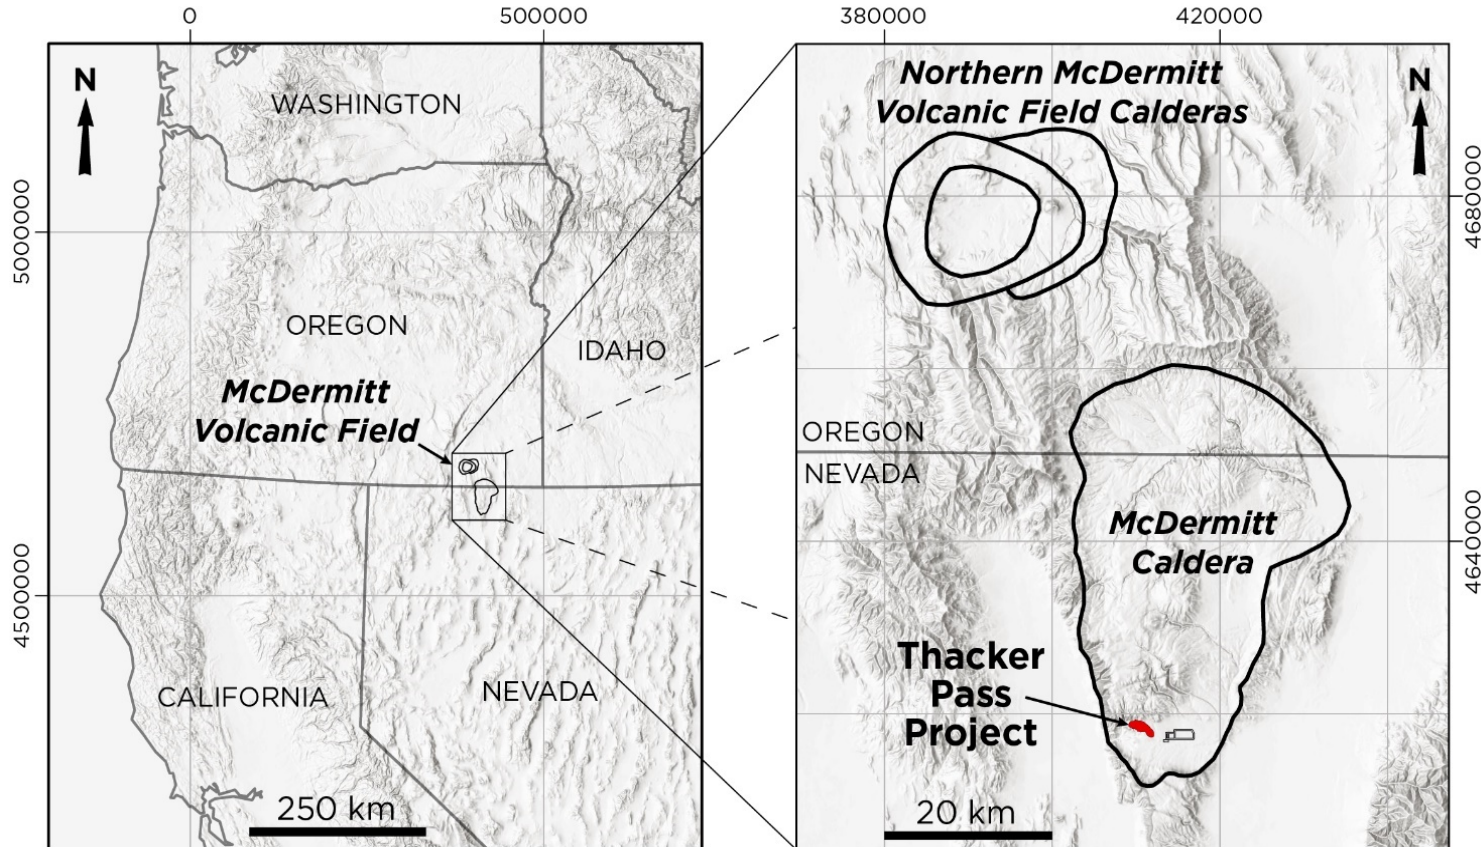 0
500000
380000
420000
N
WASHINGTON
5000000
OREGON
IDAHO
McDermitt
Volcanic Field
4500000
CALIFORNIA
NEVADA
250 km
Northern McDermitt
Volcanic Field Calderas
N
4680000
OREGON
NEVADA
McDermitt
Caldera
4640000
Thacker
Pass
Project
20 km